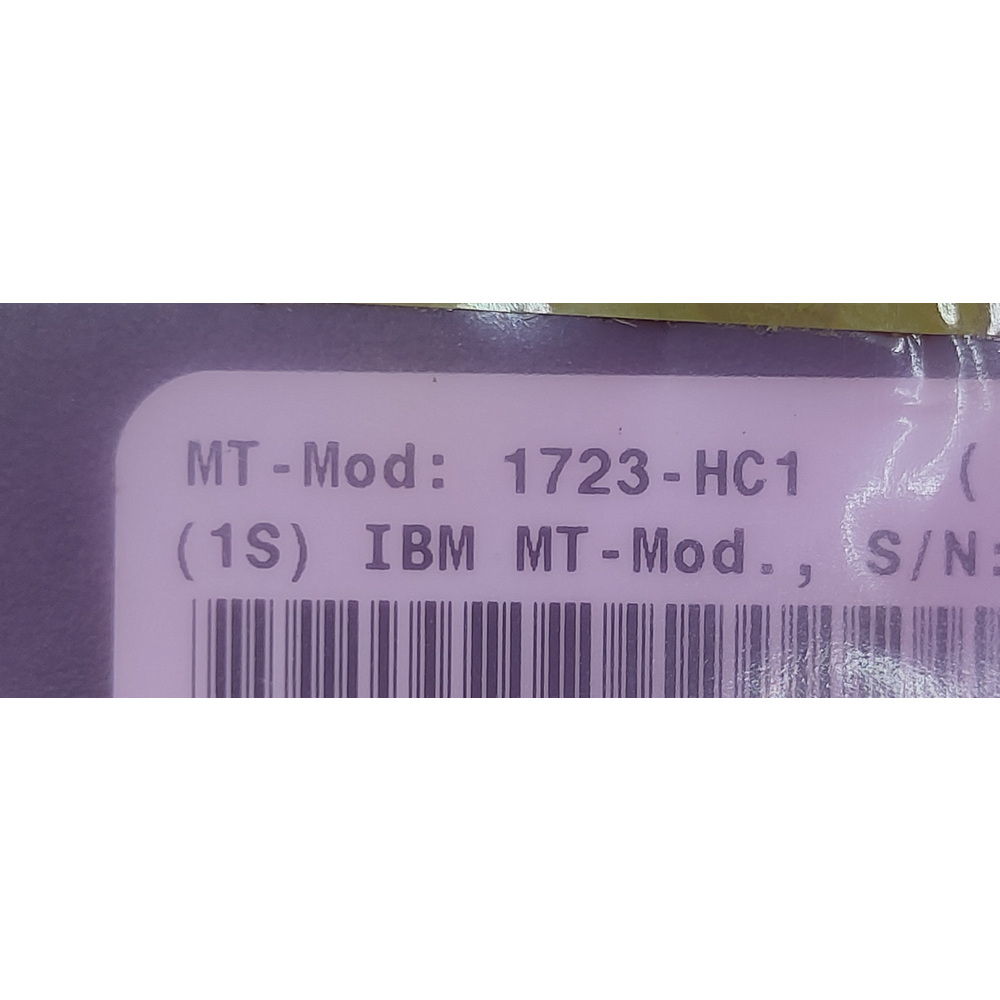 MT-Mod: 1723-HC1 (
(1S) IBM MT-Mod., S/N: